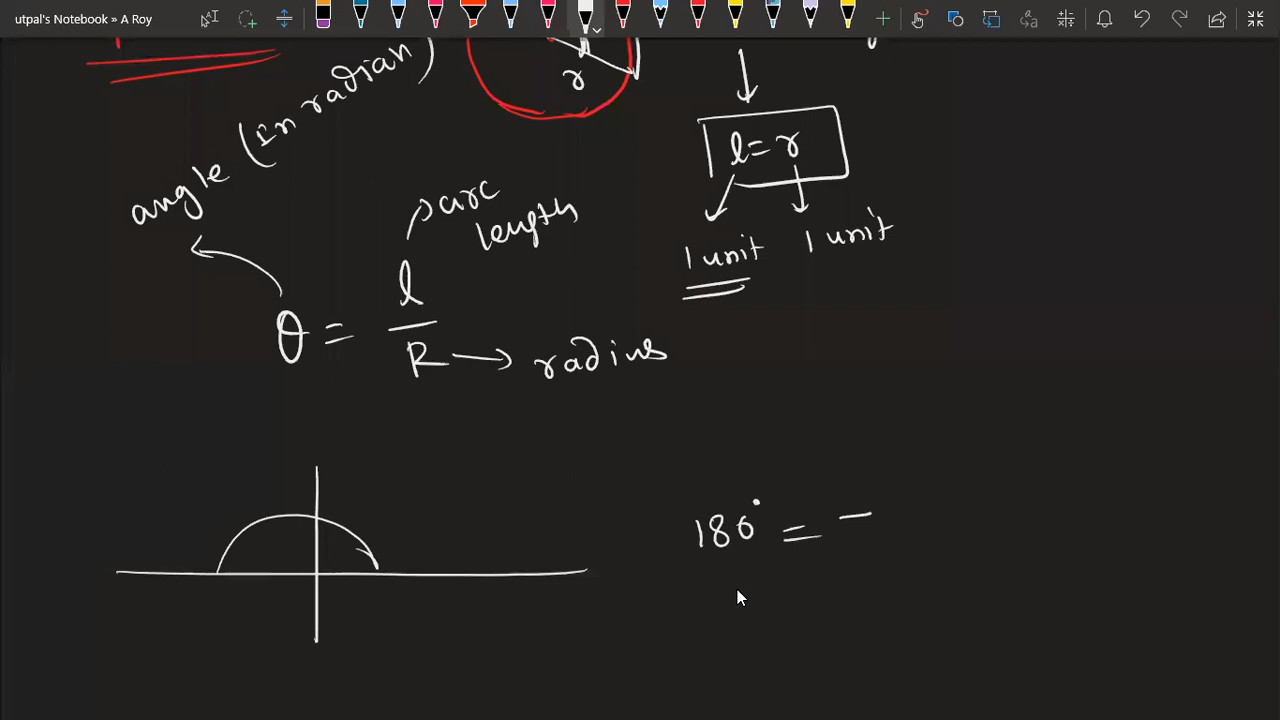 utpal's Notebook » A Roy
angle (in radian)
r
l = r
1 unit 1 unit
arc
length
θ = l / R → radius
180° =